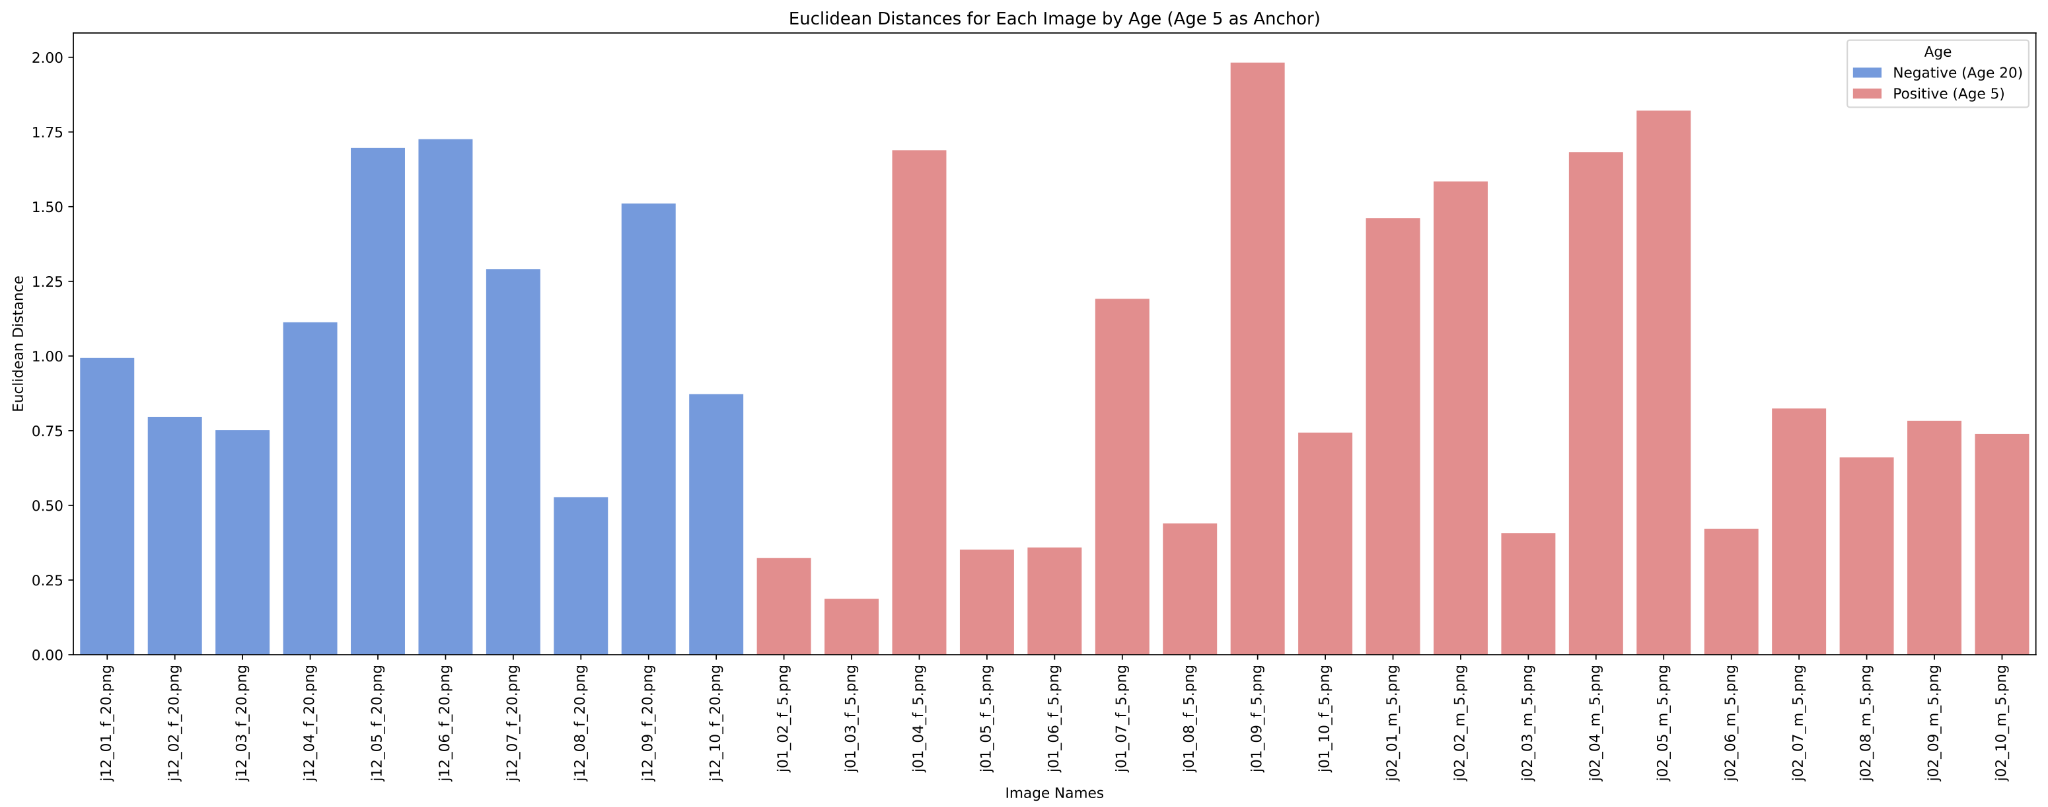 Euclidean Distances for Each Image by Age (Age 5 as Anchor)
Age
Negative (Age 20)
Positive (Age 5)
Euclidean Distance
2.00
1.75
1.50
1.25
1.00
0.75
0.50
0.25
0.00
j12_01_f_20.png
j12_02_f_20.png
j12_03_f_20.png
j12_04_f_20.png
j12_05_f_20.png
j12_06_f_20.png
j12_07_f_20.png
j12_08_f_20.png
j12_09_f_20.png
j12_10_f_20.png
j01_02_f_5.png
j01_03_f_5.png
j01_04_f_5.png
j01_05_f_5.png
j01_06_f_5.png
j01_07_f_5.png
j01_08_f_5.png
j01_09_f_5.png
j01_10_f_5.png
j02_01_m_5.png
j02_02_m_5.png
j02_03_m_5.png
j02_04_m_5.png
j02_05_m_5.png
j02_06_m_5.png
j02_07_m_5.png
j02_08_m_5.png
j02_09_m_5.png
j02_10_m_5.png
Image Names